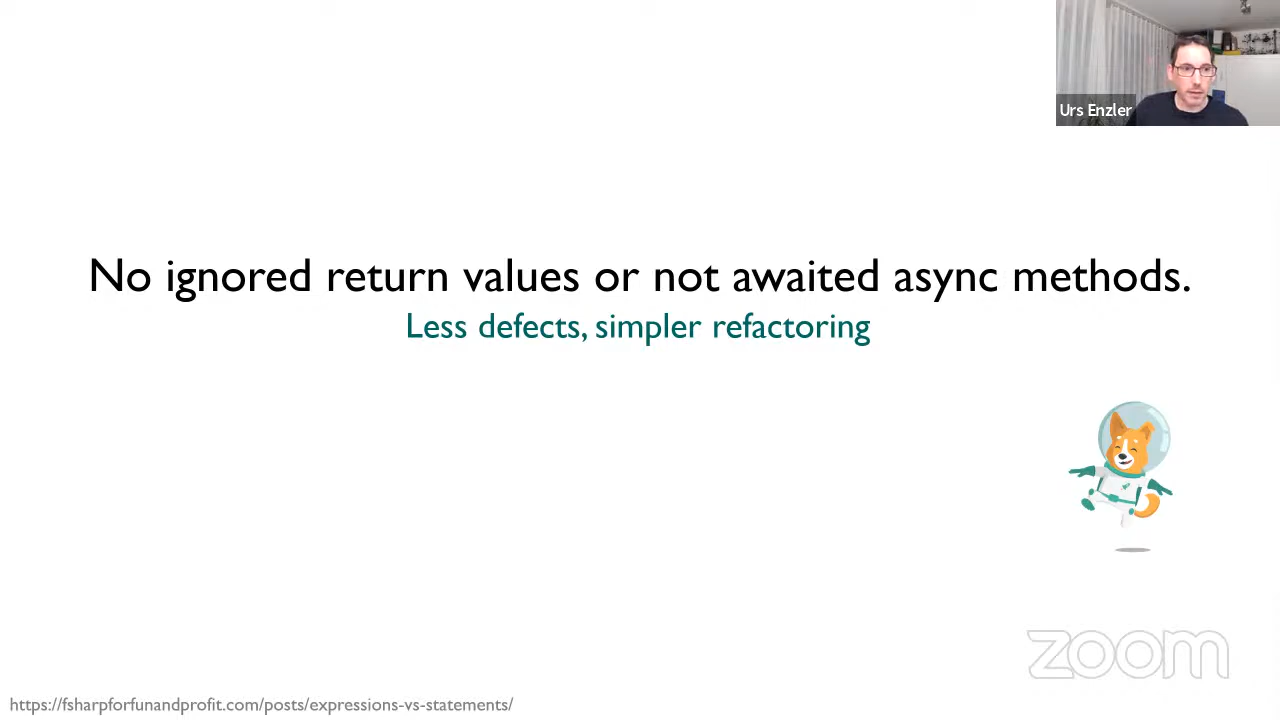 Urs Enzler
No ignored return values or not awaited async methods.
Less defects, simpler refactoring
zoom
https://fsharpforfunandprofit.com/posts/expressions-vs-statements/